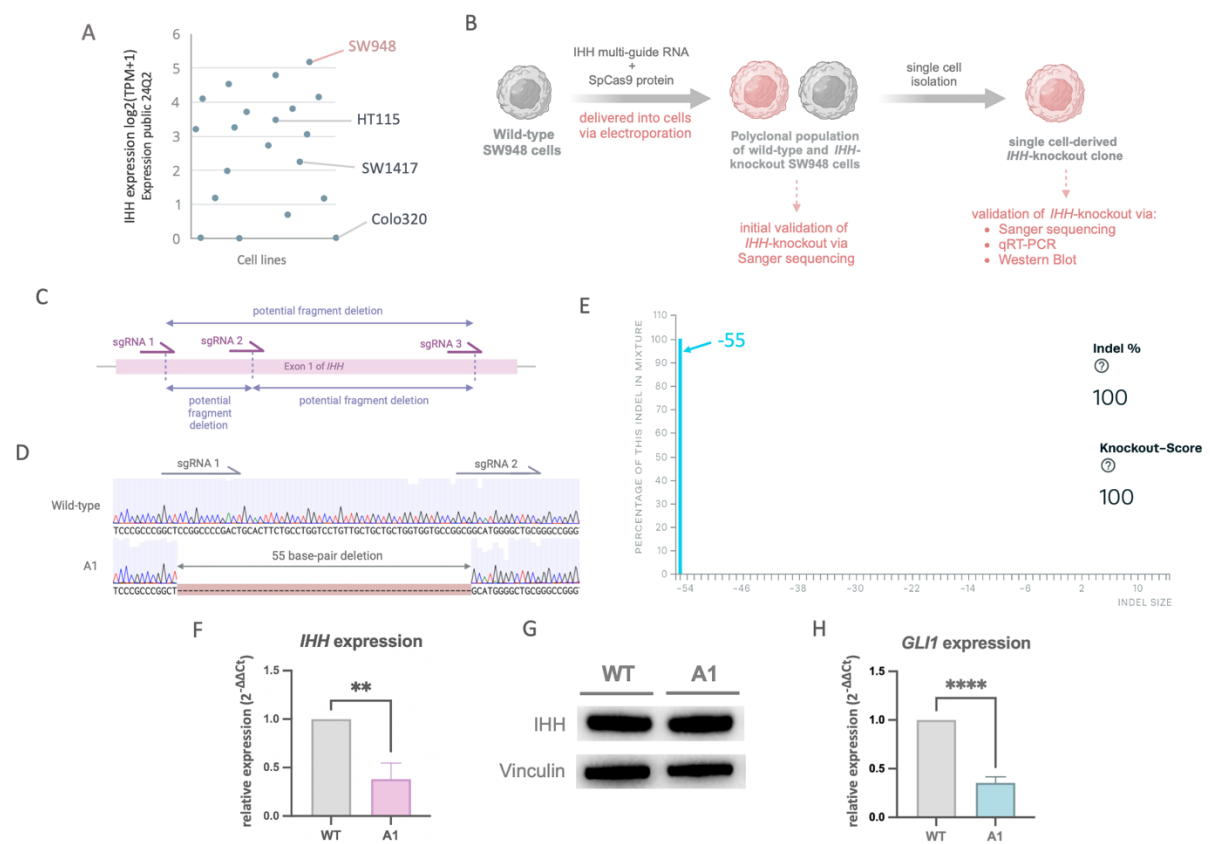 A
IHH expression log2(TPM+1)
Expression public 24Q2
6
5
4
3
2
1
0
SW948
HT115
SW1417
Colo320
Cell lines
B
IHH multi-guide RNA
+
SpCas9 protein
delivered into cells
via electroporation
Wild-type
SW948 cells
Polyclonal population
of wild-type and IHH-
knockout SW948 cells
single cell
isolation
single cell-derived
IHH-knockout clone
initial validation of
IHH-knockout via
Sanger sequencing
validation of IHH-knockout via:
• Sanger sequencing
• qRT-PCR
• Western Blot
C
potential fragment deletion
sgRNA 1
sgRNA 2
sgRNA 3
Exon 1 of IHH
potential
fragment
deletion
potential fragment deletion
D
sgRNA 1
sgRNA 2
Wild-type
TCCCGCCCGGCTCCGGCCCCGACTGCACTTCTGCCTGGTCCTGTTGCTGCTGCTGGTGGTGCCGGCGGCATGGGGCTGCGGGCCGGG
A1
55 base-pair deletion
TCCCGCCCGGCT-------------------------------------------------------GCATGGGGCTGCGGGCCGGG
E
PERCENTAGE OF THIS INDEL IN MIXTURE
110
100
90
80
70
60
50
40
30
20
10
0
-55
-54 -46 -38 -30 -22 -14 -6 2 10
INDEL SIZE
Indel %
?
100
Knockout-Score
?
100
F
IHH expression
relative expression (2-ΔΔCt)
1.5
1.0
0.5
0.0
**
WT A1
G
WT A1
IHH
Vinculin
H
GLI1 expression
relative expression (2-ΔΔCt)
1.5
1.0
0.5
0.0
****
WT A1